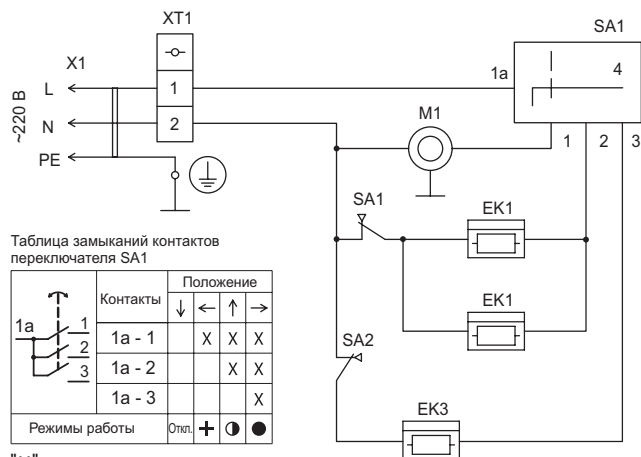 XT1
SA1
X1
1a
4
L
1
M1
~220 В
N
2
1
2
3
PE
SA1
EK1
Таблица замыканий контактов
переключателя SA1
Контакты
Положение
↓ ← ↑ →
EK1
1a
1
2
3
1a - 1 X X X
1a - 2 X X
1a - 3 X
SA2
Режимы работы Откл.
EK3